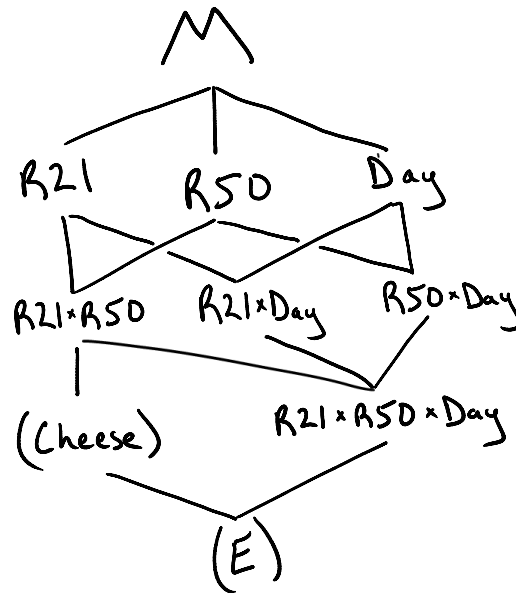 M
R21 R50 Day
R21×R50 R21×Day R50×Day
(Cheese) R21×R50×Day
(E)